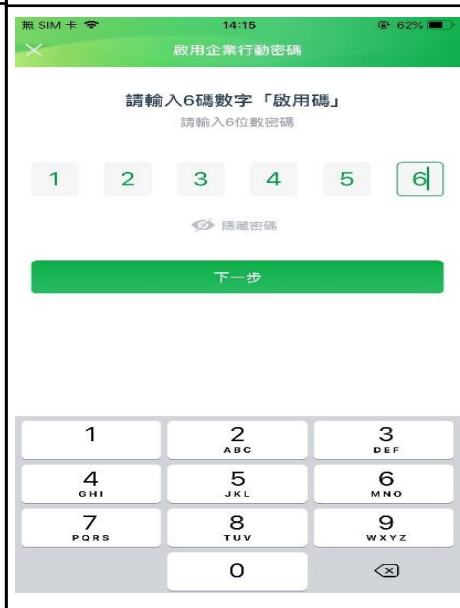 無 SIM 卡 14:15 62%
啟用企業行動密碼
請輸入6碼數字「啟用碼」
請輸入6位數密碼
1 2 3 4 5 6
隱藏密碼
下一步
1 2 3
ABC DEF
4 5 6
GHI JKL MNO
7 8 9
PQRS TUV WXYZ
0